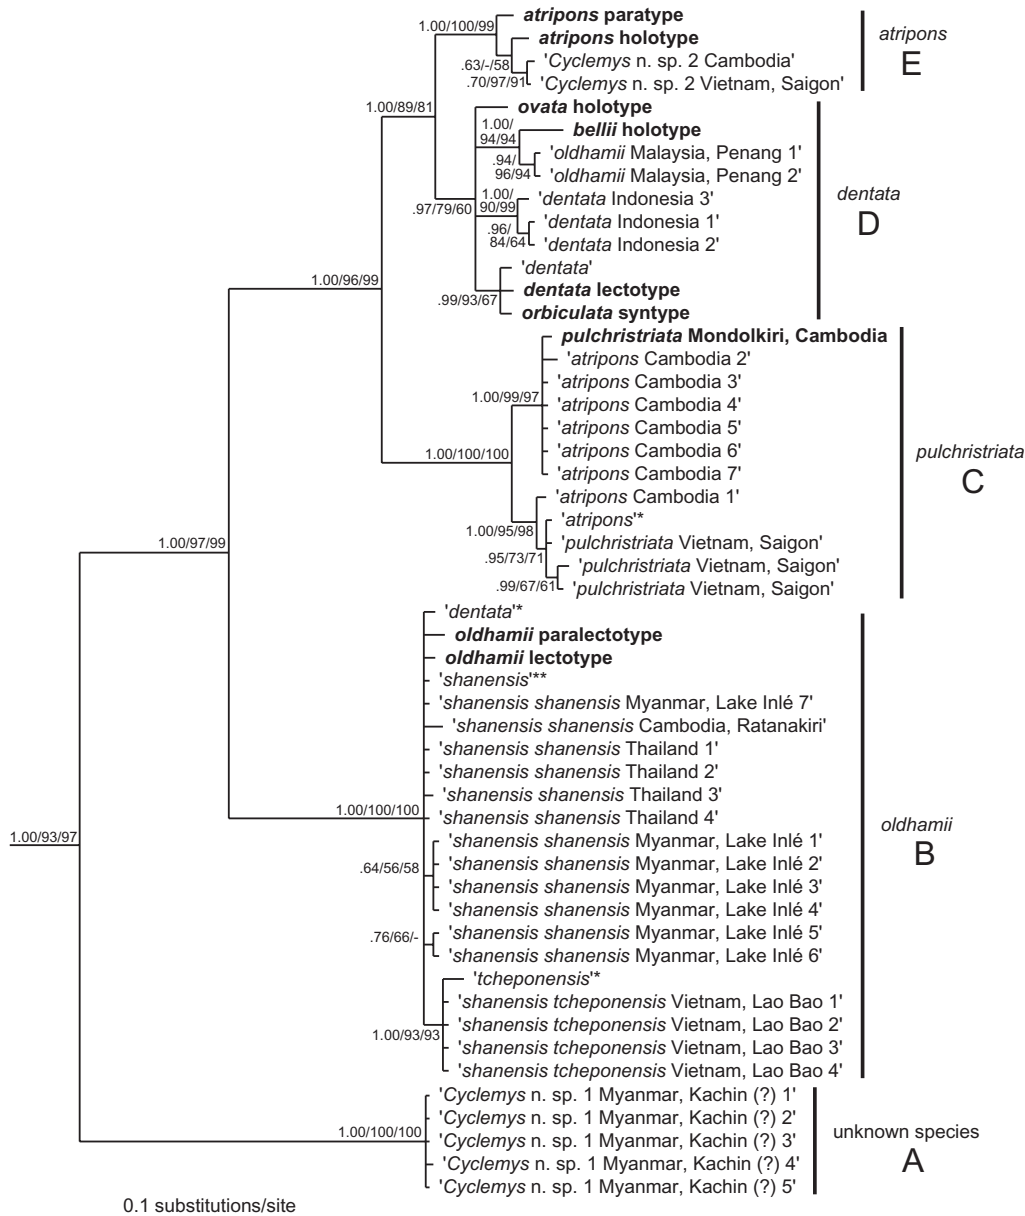 1.00/100/99
atripons paratype
atripons holotype
.63/-/58
'Cyclemys n. sp. 2 Cambodia'
.70/97/91
'Cyclemys n. sp. 2 Vietnam, Saigon'
atripons
E
1.00/89/81
ovata holotype
1.00/
94/94
bellii holotype
.94/
96/94
'oldhamii Malaysia, Penang 1'
'oldhamii Malaysia, Penang 2'
1.00/
90/99
'dentata Indonesia 3'
.97/79/60
.96/
84/64
'dentata Indonesia 1'
'dentata Indonesia 2'
'dentata'
.99/93/67
dentata lectotype
orbiculata syntype
dentata
D
1.00/96/99
pulchristriata Mondolkiri, Cambodia
'atripons Cambodia 2'
'atripons Cambodia 3'
1.00/99/97
'atripons Cambodia 4'
'atripons Cambodia 5'
'atripons Cambodia 6'
1.00/100/100
'atripons Cambodia 7'
'atripons Cambodia 1'
'atripons'*
1.00/95/98
'pulchristriata Vietnam, Saigon'
.95/73/71
'pulchristriata Vietnam, Saigon'
.99/67/61
'pulchristriata Vietnam, Saigon'
pulchristriata
C
1.00/97/99
'dentata'*
oldhamii paralectotype
oldhamii lectotype
'shanensis'**
'shanensis shanensis Myanmar, Lake Inlé 7'
'shanensis shanensis Cambodia, Ratanakiri'
'shanensis shanensis Thailand 1'
'shanensis shanensis Thailand 2'
'shanensis shanensis Thailand 3'
1.00/100/100
'shanensis shanensis Thailand 4'
'shanensis shanensis Myanmar, Lake Inlé 1'
.64/56/58
'shanensis shanensis Myanmar, Lake Inlé 2'
'shanensis shanensis Myanmar, Lake Inlé 3'
'shanensis shanensis Myanmar, Lake Inlé 4'
.76/66/-
'shanensis shanensis Myanmar, Lake Inlé 5'
'shanensis shanensis Myanmar, Lake Inlé 6'
'tcheponensis'*
'shanensis tcheponensis Vietnam, Lao Bao 1'
'shanensis tcheponensis Vietnam, Lao Bao 2'
1.00/93/93
'shanensis tcheponensis Vietnam, Lao Bao 3'
'shanensis tcheponensis Vietnam, Lao Bao 4'
oldhamii
B
1.00/93/97
'Cyclemys n. sp. 1 Myanmar, Kachin (?) 1'
'Cyclemys n. sp. 1 Myanmar, Kachin (?) 2'
1.00/100/100
'Cyclemys n. sp. 1 Myanmar, Kachin (?) 3'
'Cyclemys n. sp. 1 Myanmar, Kachin (?) 4'
'Cyclemys n. sp. 1 Myanmar, Kachin (?) 5'
unknown species
A
0.1 substitutions/site